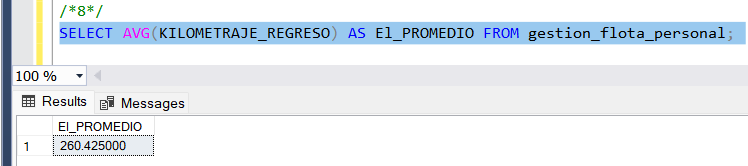 /*8*/
SELECT AVG(KILOMETRAJE_REGRESO) AS El_PROMEDIO FROM gestion_flota_personal;
100 %
Results Messages
El_PROMEDIO
1 260.425000